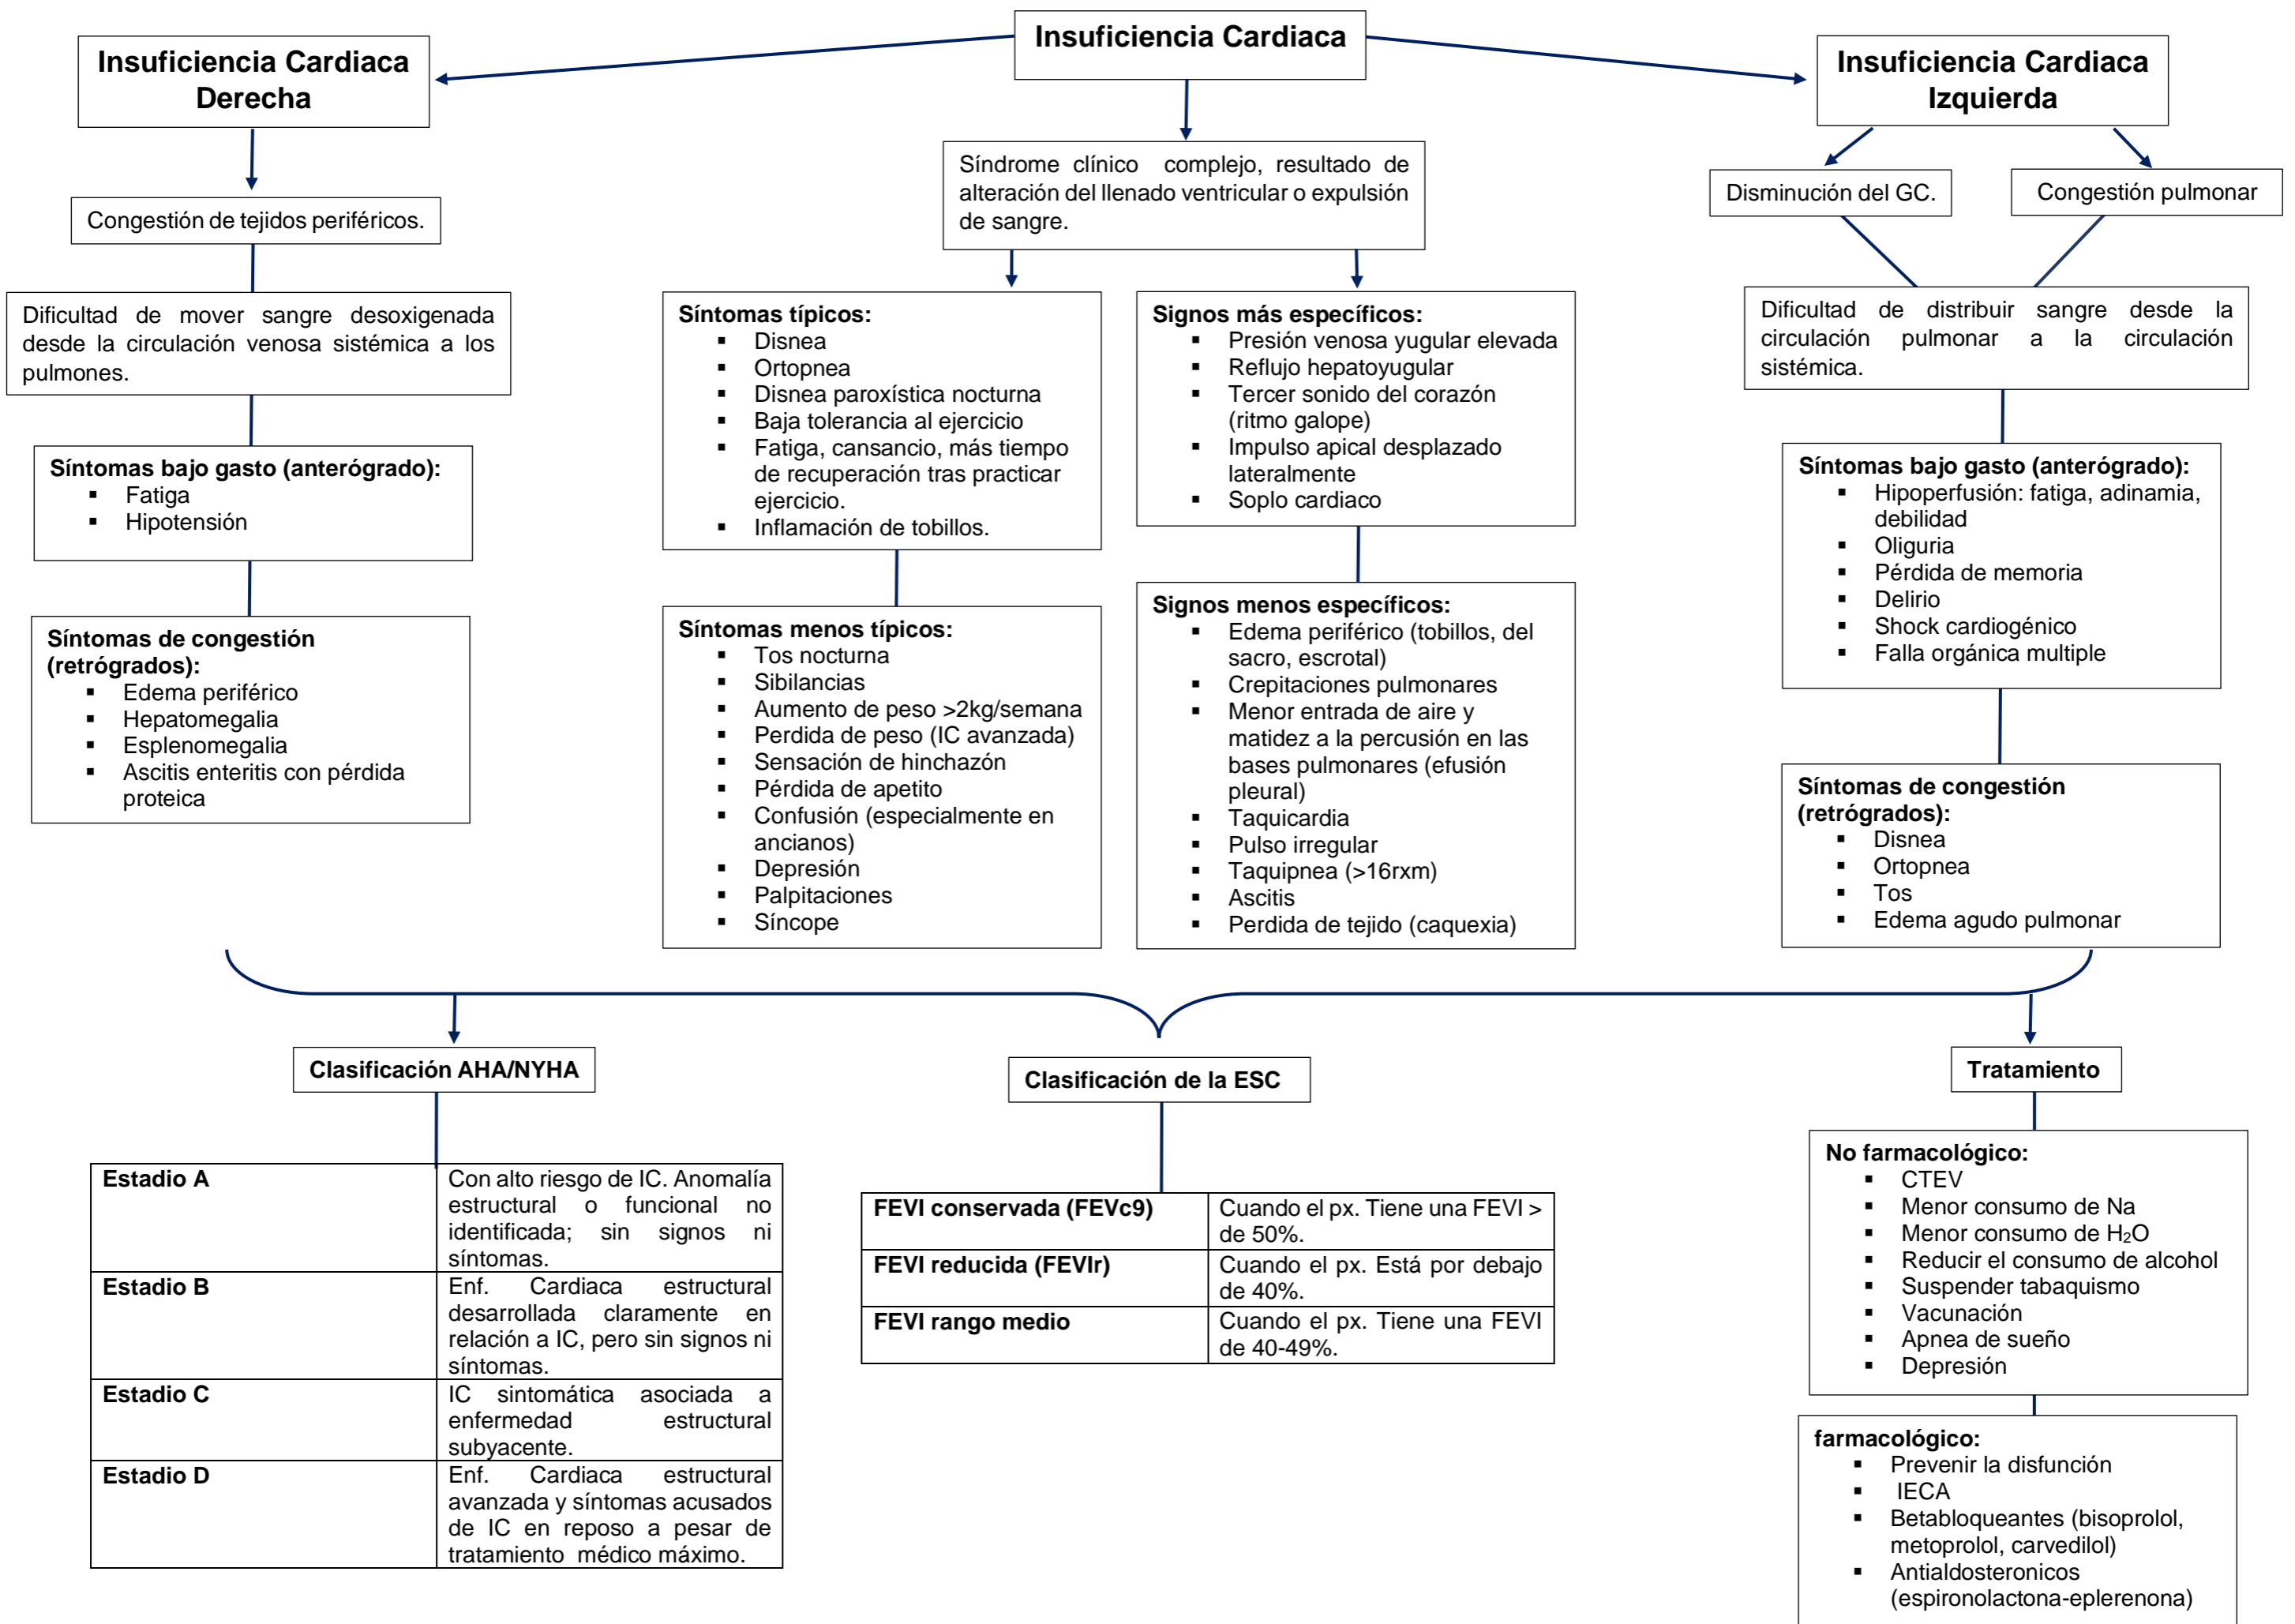 Insuficiencia Cardiaca
Insuficiencia Cardiaca
Derecha
Congestión de tejidos periféricos.
Dificultad de mover sangre desoxigenada
desde la circulación venosa sistémica a los
pulmones.
Síntomas bajo gasto (anterógrado):
▪ Fatiga
▪ Hipotensión
Síntomas de congestión
(retrógrados):
▪ Edema periférico
▪ Hepatomegalia
▪ Esplenomegalia
▪ Ascitis enteritis con pérdida
proteica
Síndrome clínico complejo, resultado de
alteración del llenado ventricular o expulsión
de sangre.
Síntomas típicos:
▪ Disnea
▪ Ortopnea
▪ Disnea paroxística nocturna
▪ Baja tolerancia al ejercicio
▪ Fatiga, cansancio, más tiempo
de recuperación tras practicar
ejercicio.
▪ Inflamación de tobillos.
Síntomas menos típicos:
▪ Tos nocturna
▪ Sibilancias
▪ Aumento de peso >2kg/semana
▪ Perdida de peso (IC avanzada)
▪ Sensación de hinchazón
▪ Pérdida de apetito
▪ Confusión (especialmente en
ancianos)
▪ Depresión
▪ Palpitaciones
▪ Síncope
Signos más específicos:
▪ Presión venosa yugular elevada
▪ Reflujo hepatoyugular
▪ Tercer sonido del corazón
(ritmo galope)
▪ Impulso apical desplazado
lateralmente
▪ Soplo cardiaco
Signos menos específicos:
▪ Edema periférico (tobillos, del
sacro, escrotal)
▪ Crepitaciones pulmonares
▪ Menor entrada de aire y
matidez a la percusión en las
bases pulmonares (efusión
pleural)
▪ Taquicardia
▪ Pulso irregular
▪ Taquipnea (>16rxm)
▪ Ascitis
▪ Perdida de tejido (caquexia)
Insuficiencia Cardiaca
Izquierda
Disminución del GC.
Congestión pulmonar
Dificultad de distribuir sangre desde la
circulación pulmonar a la circulación
sistémica.
Síntomas bajo gasto (anterógrado):
▪ Hipoperfusión: fatiga, adinamia,
debilidad
▪ Oliguria
▪ Pérdida de memoria
▪ Delirio
▪ Shock cardiogénico
▪ Falla orgánica multiple
Síntomas de congestión
(retrógrados):
▪ Disnea
▪ Ortopnea
▪ Tos
▪ Edema agudo pulmonar
Clasificación AHA/NYHA
Estadio A
Con alto riesgo de IC. Anomalía
estructural o funcional no
identificada; sin signos ni
síntomas.
Estadio B
Enf. Cardiaca estructural
desarrollada claramente en
relación a IC, pero sin signos ni
síntomas.
Estadio C
IC sintomática asociada a
enfermedad estructural
subyacente.
Estadio D
Enf. Cardiaca estructural
avanzada y síntomas acusados
de IC en reposo a pesar de
tratamiento médico máximo.
Clasificación de la ESC
FEVI conservada (FEVc9)
Cuando el px. Tiene una FEVI >
de 50%.
FEVI reducida (FEVIr)
Cuando el px. Está por debajo
de 40%.
FEVI rango medio
Cuando el px. Tiene una FEVI
de 40-49%.
Tratamiento
No farmacológico:
▪ CTEV
▪ Menor consumo de Na
▪ Menor consumo de H₂O
▪ Reducir el consumo de alcohol
▪ Suspender tabaquismo
▪ Vacunación
▪ Apnea de sueño
▪ Depresión
farmacológico:
▪ Prevenir la disfunción
▪ IECA
▪ Betabloqueantes (bisoprolol,
metoprolol, carvedilol)
▪ Antialdosteronicos
(espironolactona-eplerenona)